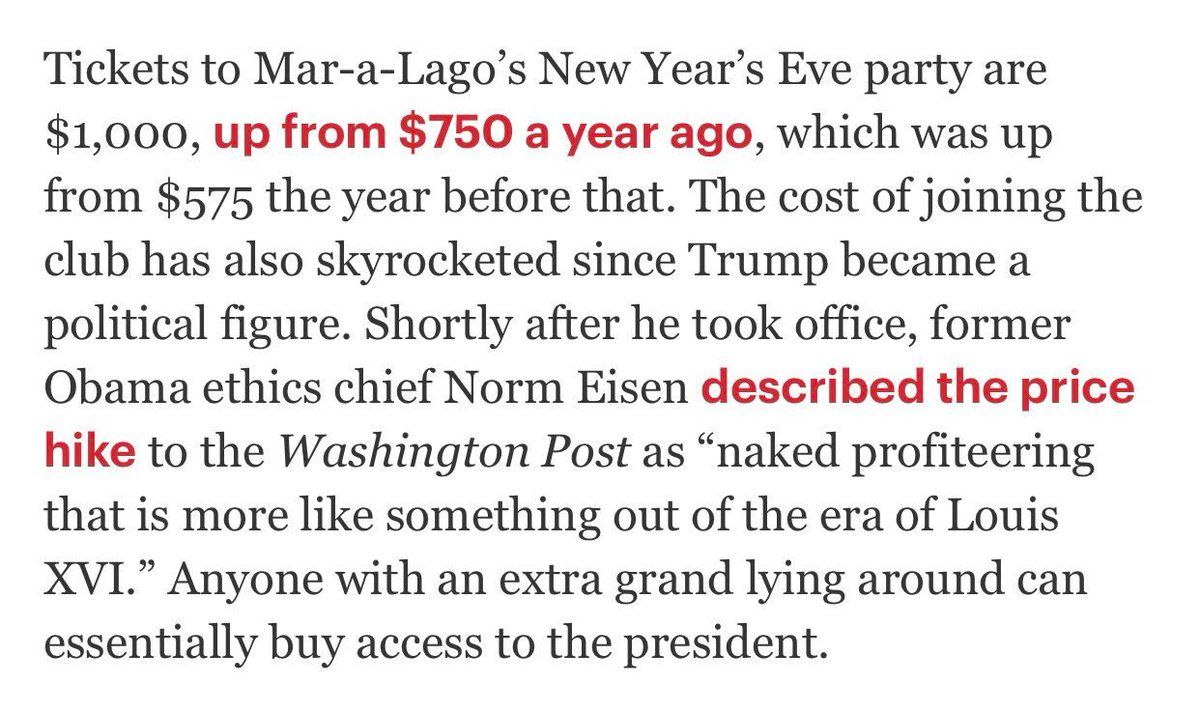 Tickets to Mar-a-Lago’s New Year’s Eve party are
$1,000, up from $750 a year ago, which was up
from $575 the year before that. The cost of joining the
club has also skyrocketed since Trump became a
political figure. Shortly after he took office, former
Obama ethics chief Norm Eisen described the price
hike to the Washington Post as “naked profiteering
that is more like something out of the era of Louis
XVI.” Anyone with an extra grand lying around can
essentially buy access to the president.